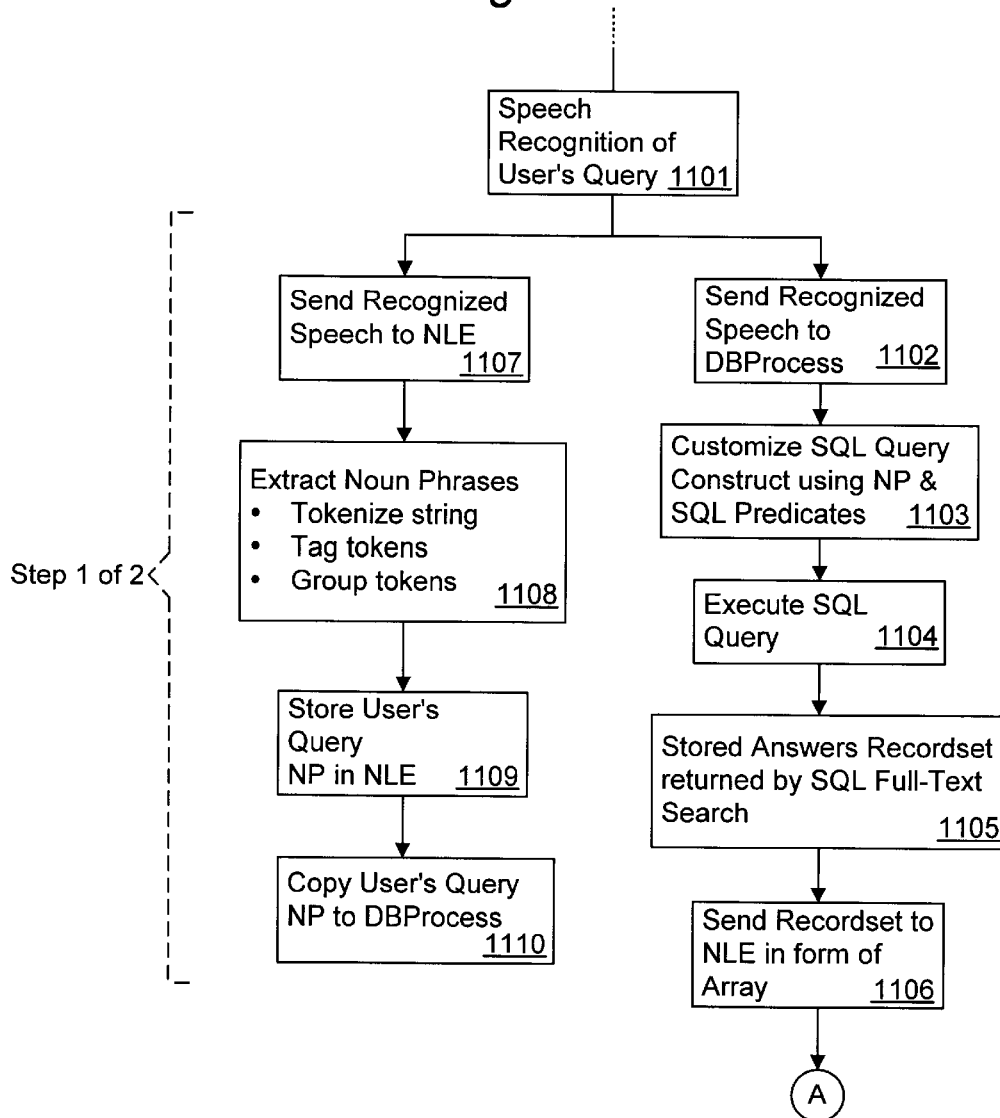 Speech
Recognition of
User's Query 1101
Send Recognized
Speech to NLE
1107
Send Recognized
Speech to
DBProcess 1102
Extract Noun Phrases
• Tokenize string
• Tag tokens
• Group tokens 1108
Customize SQL Query
Construct using NP &
SQL Predicates 1103
Step 1 of 2
Execute SQL
Query 1104
Store User's
Query
NP in NLE 1109
Stored Answers Recordset
returned by SQL Full-Text
Search
1105
Copy User's Query
NP to DBProcess
1110
Send Recordset to
NLE in form of
Array 1106
A